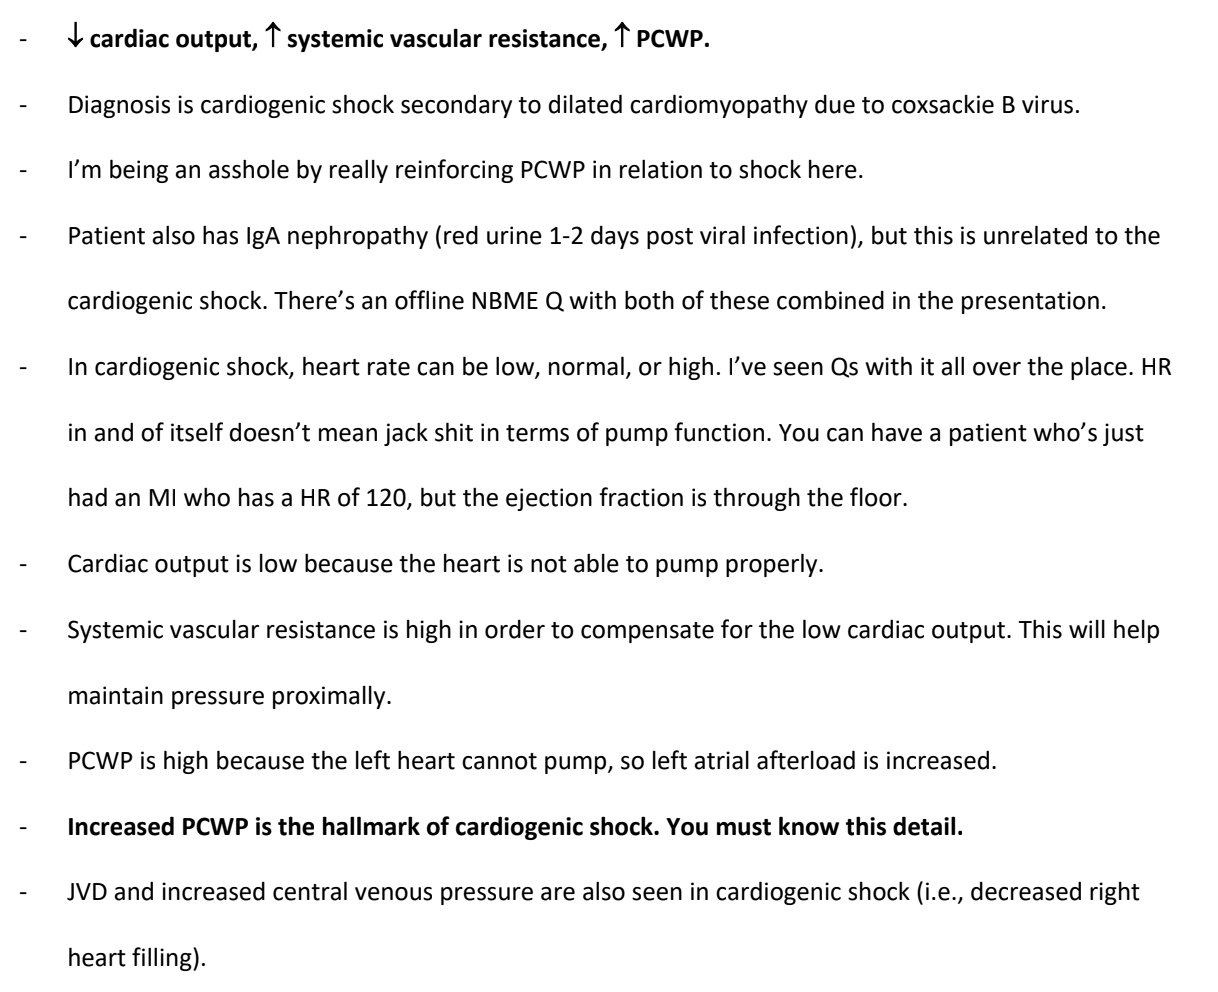 - ↓ cardiac output, ↑ systemic vascular resistance, ↑ PCWP.
- Diagnosis is cardiogenic shock secondary to dilated cardiomyopathy due to coxsackie B virus.
- I’m being an asshole by really reinforcing PCWP in relation to shock here.
- Patient also has IgA nephropathy (red urine 1-2 days post viral infection), but this is unrelated to the
cardiogenic shock. There’s an offline NBME Q with both of these combined in the presentation.
- In cardiogenic shock, heart rate can be low, normal, or high. I’ve seen Qs with it all over the place. HR
in and of itself doesn’t mean jack shit in terms of pump function. You can have a patient who’s just
had an MI who has a HR of 120, but the ejection fraction is through the floor.
- Cardiac output is low because the heart is not able to pump properly.
- Systemic vascular resistance is high in order to compensate for the low cardiac output. This will help
maintain pressure proximally.
- PCWP is high because the left heart cannot pump, so left atrial afterload is increased.
- Increased PCWP is the hallmark of cardiogenic shock. You must know this detail.
- JVD and increased central venous pressure are also seen in cardiogenic shock (i.e., decreased right
heart filling).